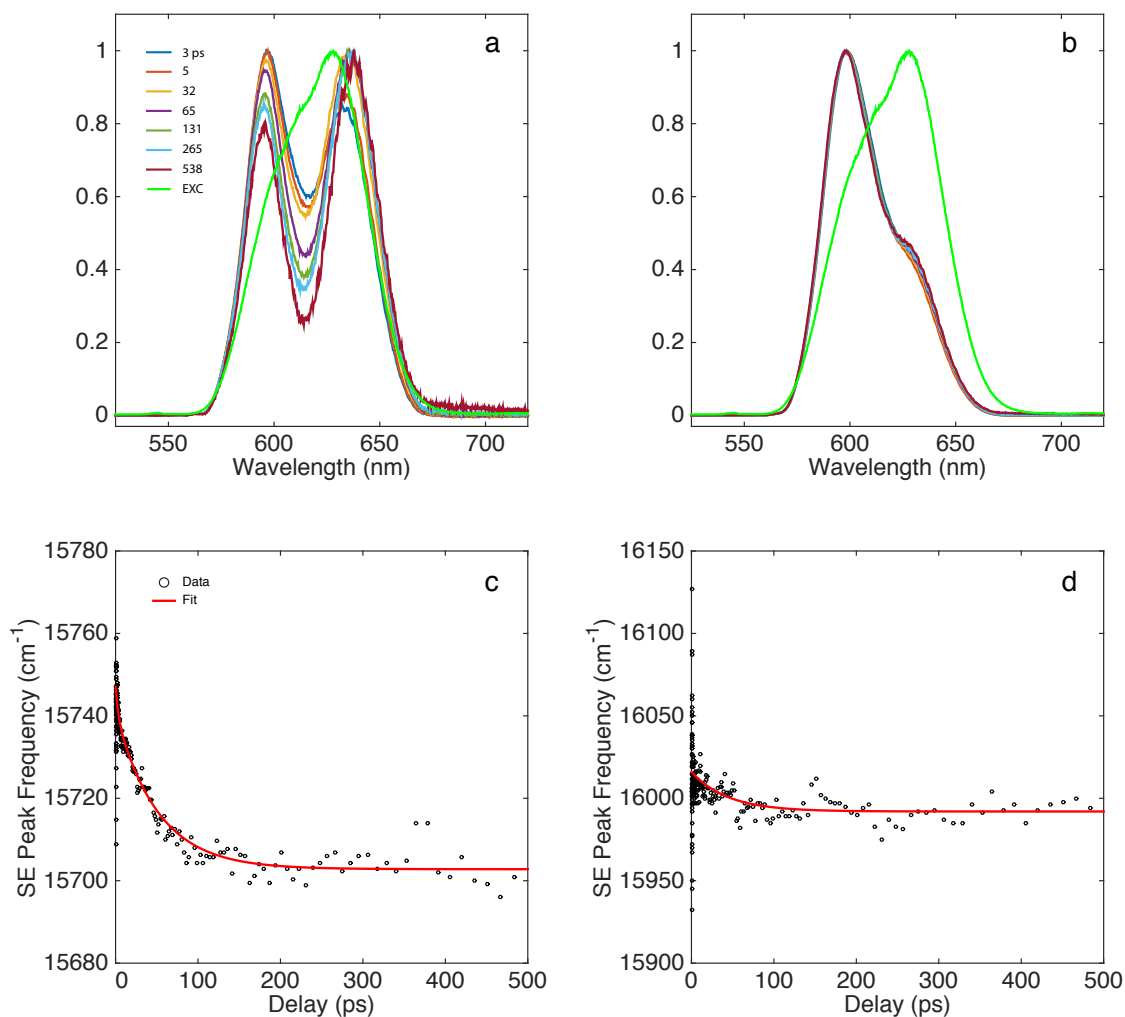 a
1
0.8
0.6
0.4
0.2
0
3 ps
5
32
65
131
265
538
EXC
550 600 650 700
Wavelength (nm)
b
1
0.8
0.6
0.4
0.2
0
550 600 650 700
Wavelength (nm)
c
SE Peak Frequency (cm-1)
15780
15760
15740
15720
15700
15680
Data
Fit
0 100 200 300 400 500
Delay (ps)
d
SE Peak Frequency (cm-1)
16150
16100
16050
16000
15950
15900
0 100 200 300 400 500
Delay (ps)